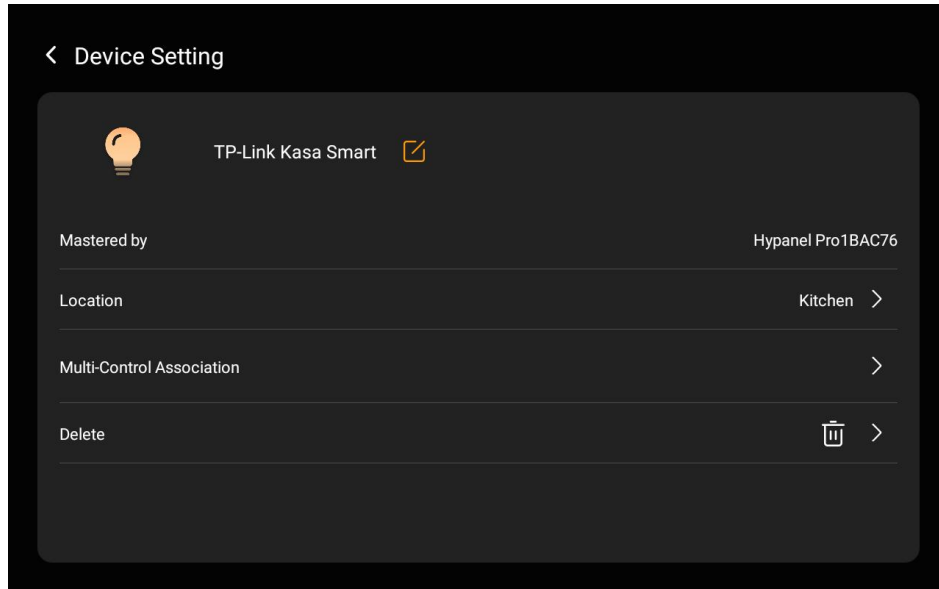 Device Setting
TP-Link Kasa Smart
Mastered by Hypanel Pro1BAC76
Location Kitchen
Multi-Control Association
Delete